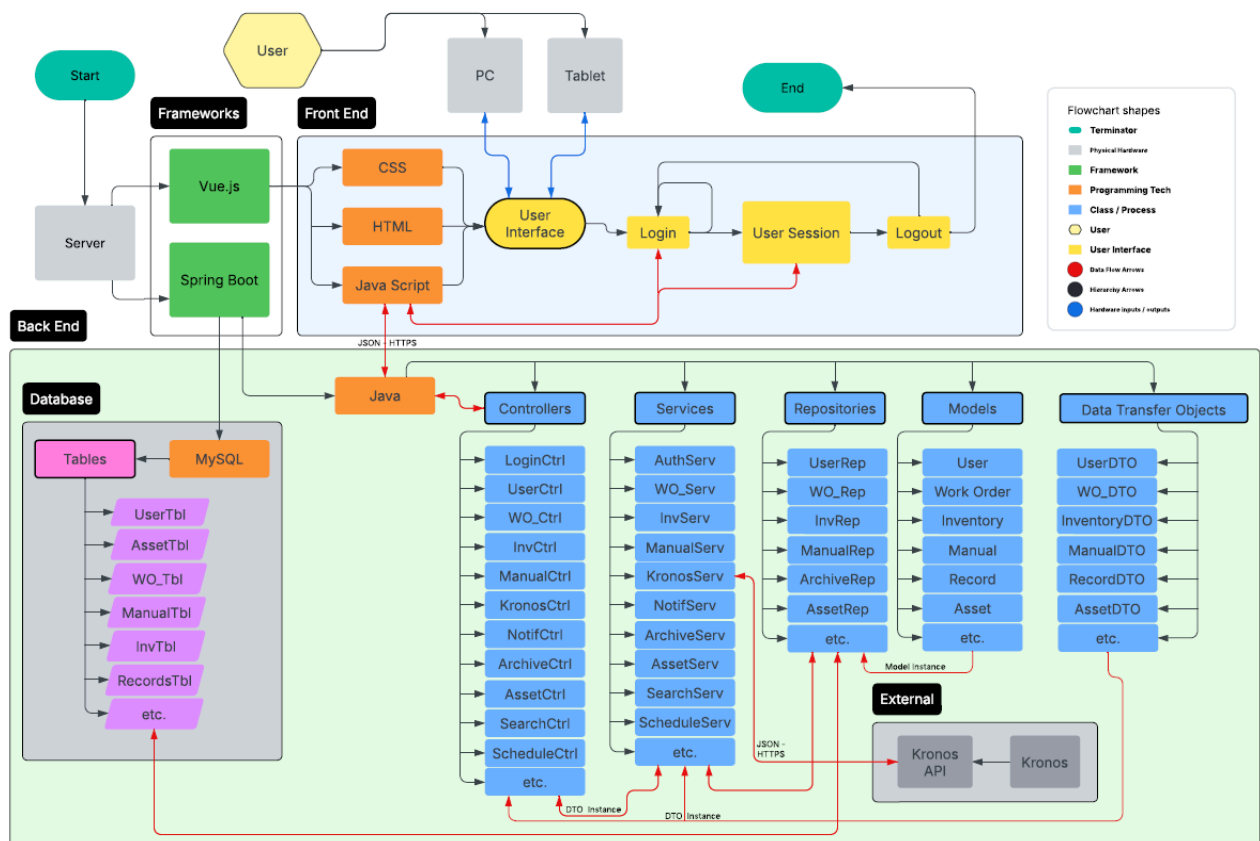 User
Start
PC
Tablet
End
Frameworks
Front End
Flowchart shapes
Terminator
Physical Hardware
Framework
Programming Tech
Class / Process
User
User Interface
Data Flow Arrows
Hierarchy Arrows
Hardware Inputs / outputs
Vue.js
CSS
HTML
Java Script
User
Interface
Login
User Session
Logout
Server
Spring Boot
Back End
JSON - HTTPS
Java
Database
Tables
MySQL
UserTbl
AssetTbl
WO_Tbl
ManualTbl
InvTbl
RecordsTbl
etc.
Controllers
LoginCtrl
UserCtrl
WO_Ctrl
InvCtrl
ManualCtrl
KronosCtrl
NotifCtrl
ArchiveCtrl
AssetCtrl
SearchCtrl
ScheduleCtrl
etc.
Services
AuthServ
WO_Serv
InvServ
ManualServ
KronosServ
NotifServ
ArchiveServ
AssetServ
SearchServ
ScheduleServ
etc.
Repositories
UserRep
WO_Rep
InvRep
ManualRep
ArchiveRep
AssetRep
etc.
Models
User
Work Order
Inventory
Manual
Record
Asset
etc.
Data Transfer Objects
UserDTO
WO_DTO
InventoryDTO
ManualDTO
RecordDTO
AssetDTO
etc.
Model Instance
External
JSON -
HTTPS
Kronos
API
Kronos
DTO Instance
DTO Instance